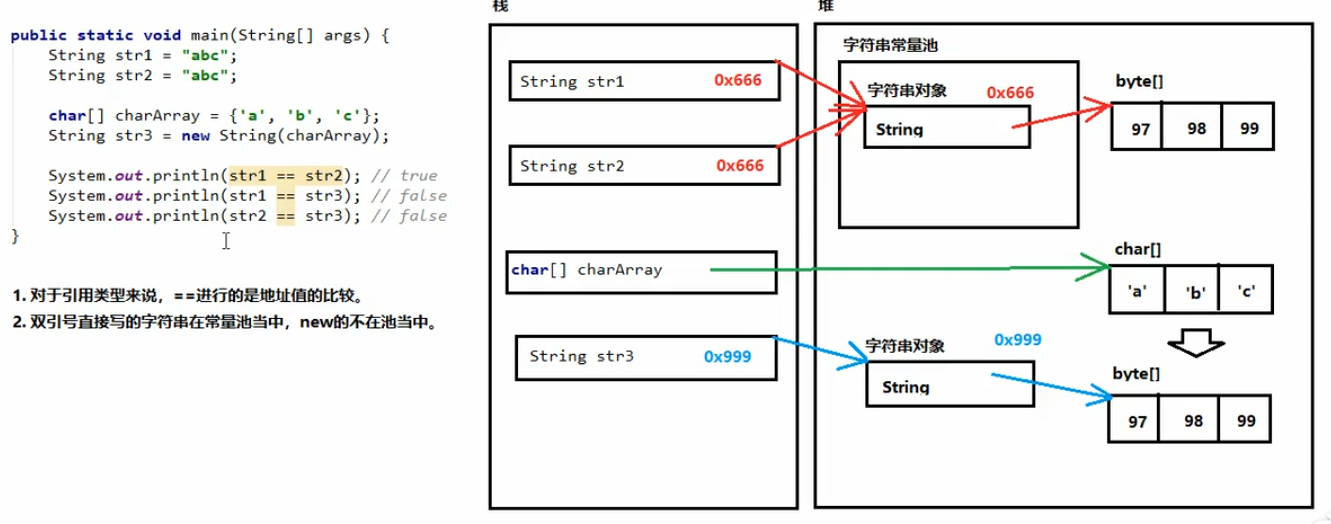 public static void main(String[] args) {
String str1 = "abc";
String str2 = "abc";
char[] charArray = {'a', 'b', 'c'};
String str3 = new String(charArray);
System.out.println(str1 == str2); // true
System.out.println(str1 == str3); // false
System.out.println(str2 == str3); // false
}
1. 对于引用类型来说，==进行的是地址值的比较。
2. 双引号直接写的字符串在常量池当中，new的不在池当中。
栈
String str1 0x666
String str2 0x666
char[] charArray
String str3 0x999
堆
字符串常量池
字符串对象 0x666
String
byte[]
97 98 99
char[]
'a' 'b' 'c'
字符串对象 0x999
String
byte[]
97 98 99